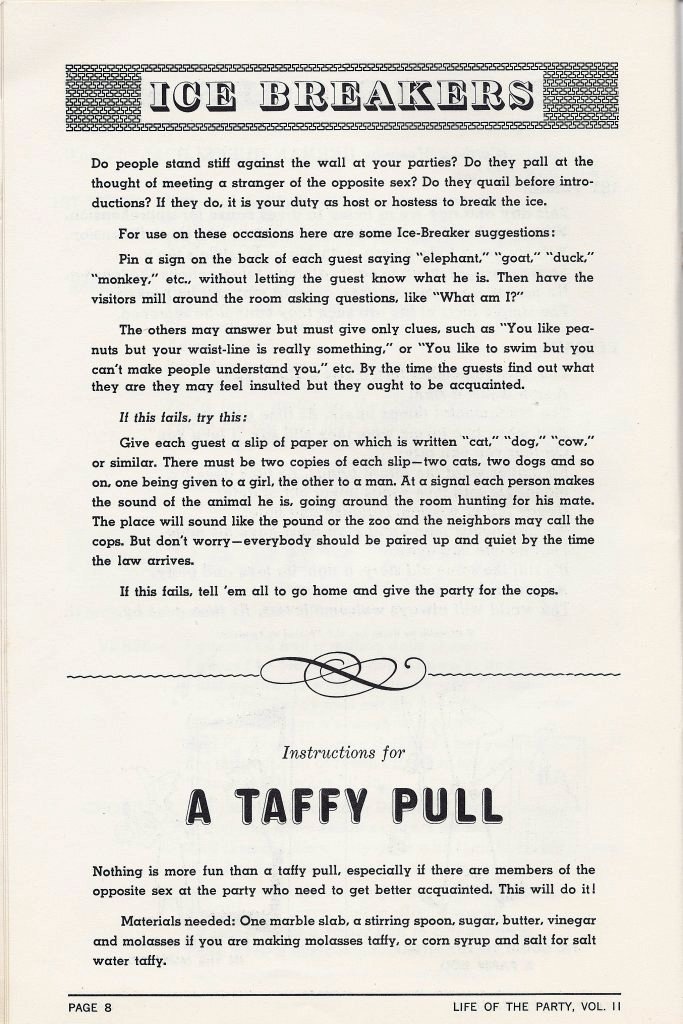 ICE BREAKERS
Do people stand stiff against the wall at your parties? Do they pall at the
thought of meeting a stranger of the opposite sex? Do they quail before intro-
ductions? If they do, it is your duty as host or hostess to break the ice.
For use on these occasions here are some Ice-Breaker suggestions:
Pin a sign on the back of each guest saying "elephant," "goat," "duck,"
"monkey," etc., without letting the guest know what he is. Then have the
visitors mill around the room asking questions, like "What am I?"
The others may answer but must give only clues, such as "You like pea-
nuts but your waist-line is really something," or "You like to swim but you
can't make people understand you," etc. By the time the guests find out what
they are they may feel insulted but they ought to be acquainted.
If this fails, try this:
Give each guest a slip of paper on which is written "cat," "dog," "cow,"
or similar. There must be two copies of each slip—two cats, two dogs and so
on, one being given to a girl, the other to a man. At a signal each person makes
the sound of the animal he is, going around the room hunting for his mate.
The place will sound like the pound or the zoo and the neighbors may call the
cops. But don't worry—everybody should be paired up and quiet by the time
the law arrives.
If this fails, tell 'em all to go home and give the party for the cops.
Instructions for
A TAFFY PULL
Nothing is more fun than a taffy pull, especially if there are members of the
opposite sex at the party who need to get better acquainted. This will do it!
Materials needed: One marble slab, a stirring spoon, sugar, butter, vinegar
and molasses if you are making molasses taffy, or corn syrup and salt for salt
water taffy.
PAGE 8
LIFE OF THE PARTY, VOL. II